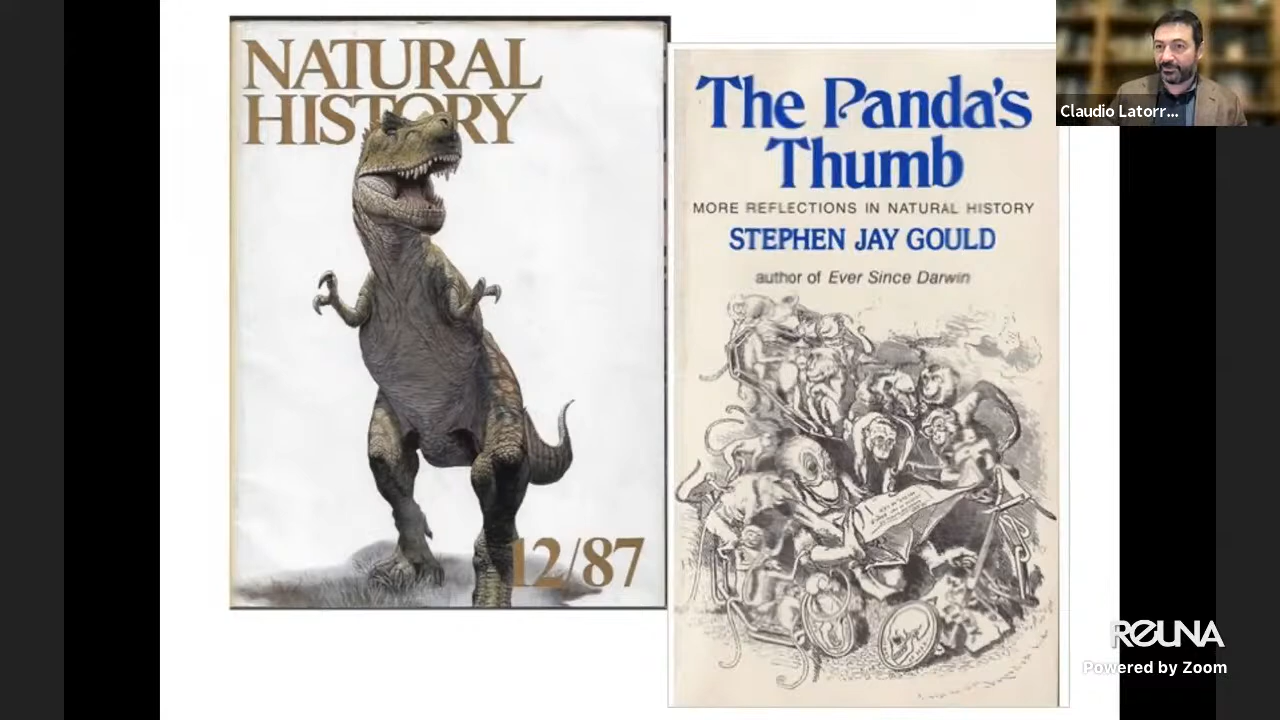 NATURAL
HISTORY
12/87
The Panda's
Thumb
MORE REFLECTIONS IN NATURAL HISTORY
STEPHEN JAY GOULD
author of Ever Since Darwin
Claudio Latorr...
REUNA
Powered by Zoom